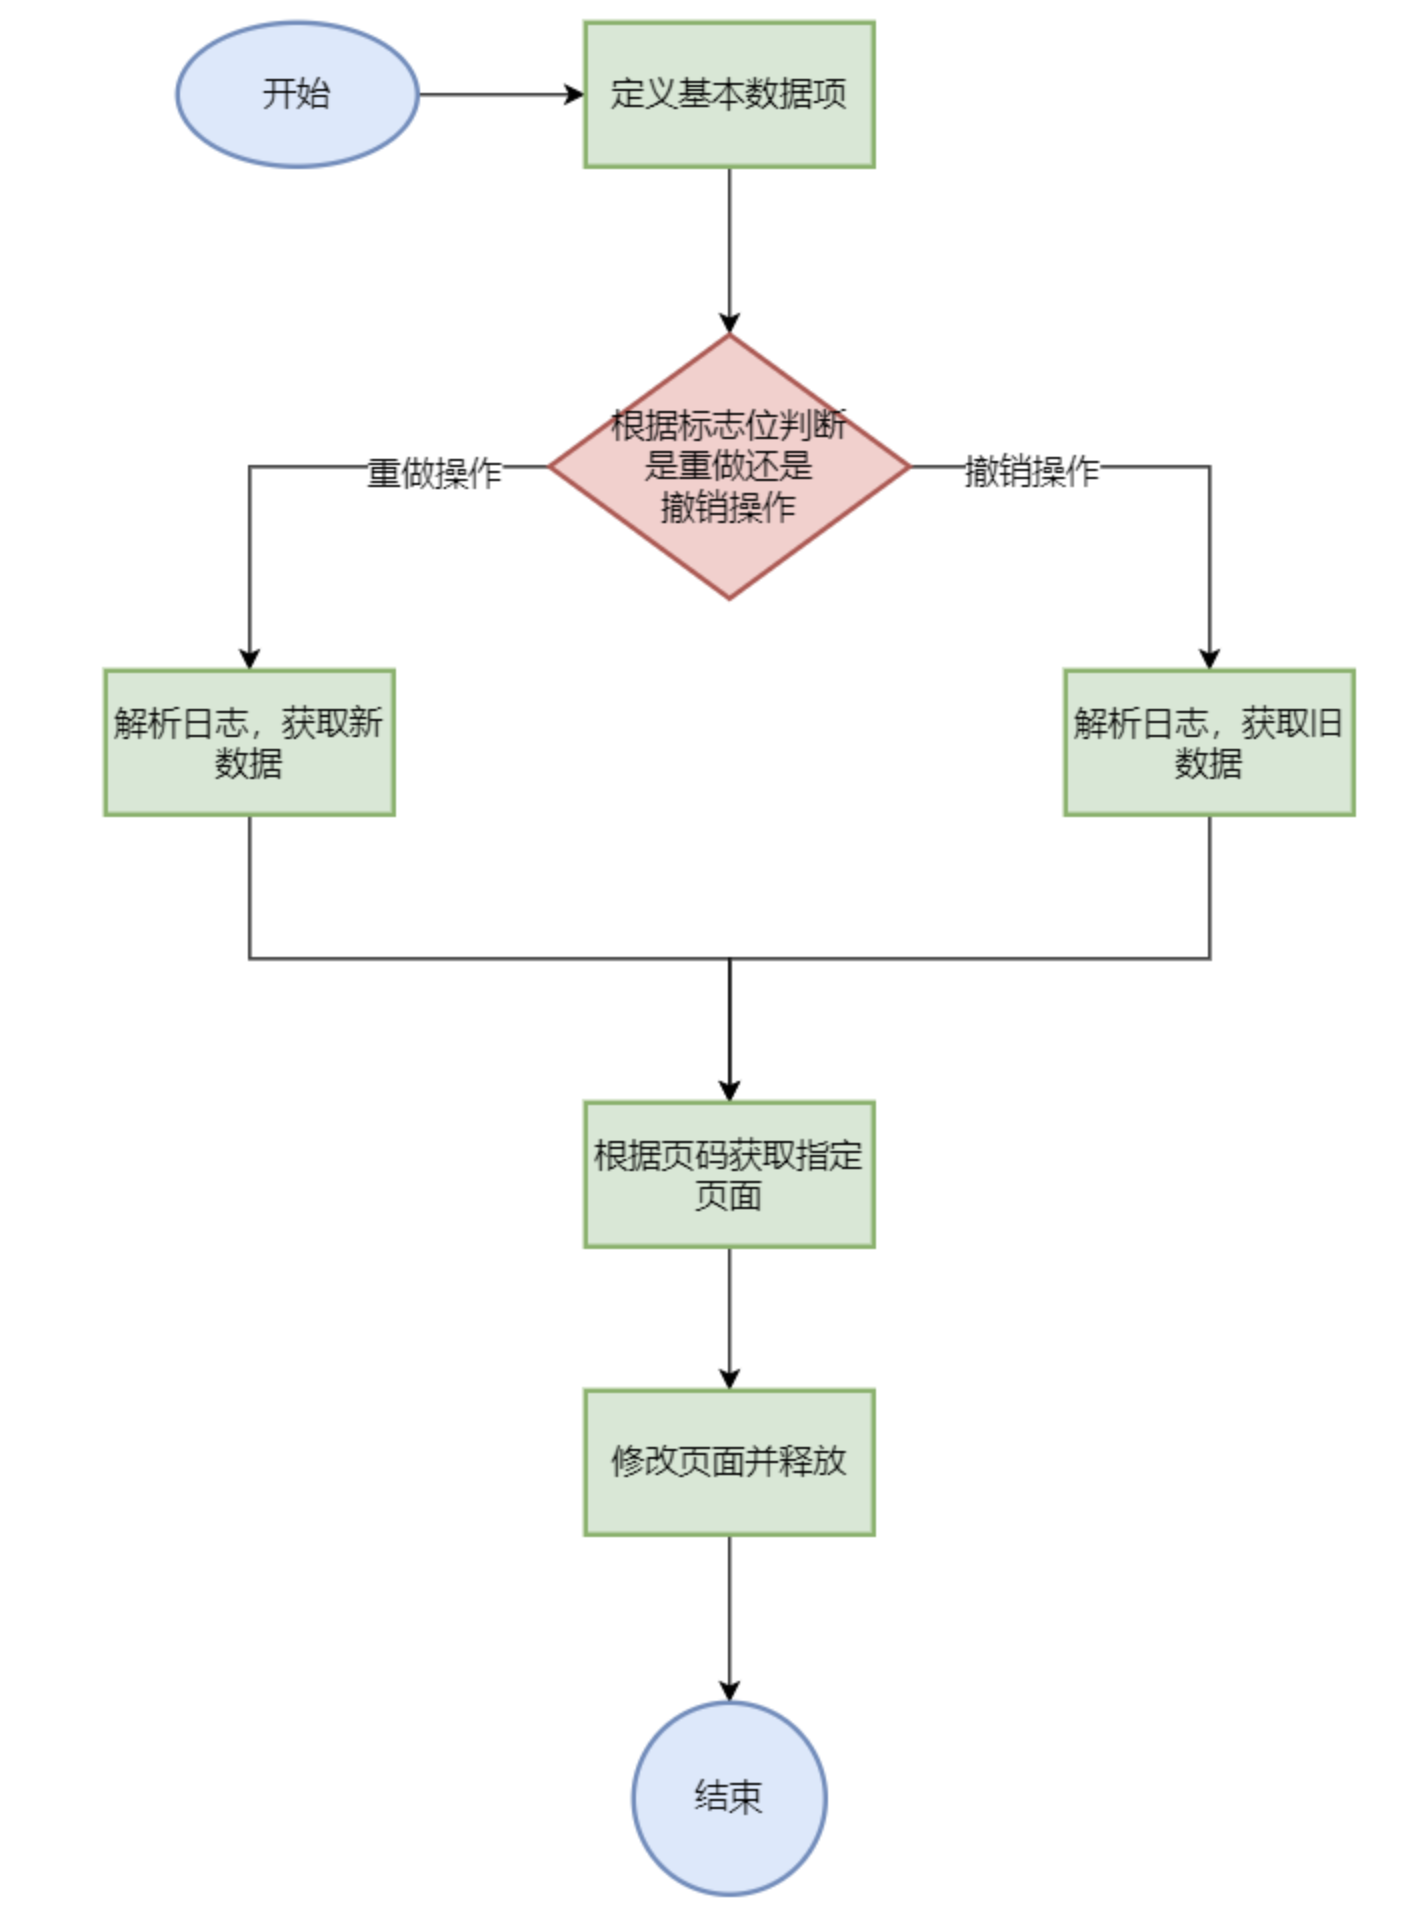 开始
定义基本数据项
根据标志位判断
是重做还是
撤销操作
重做操作
撤销操作
解析日志，获取新
数据
解析日志，获取旧
数据
根据页码获取指定
页面
修改页面并释放
结束